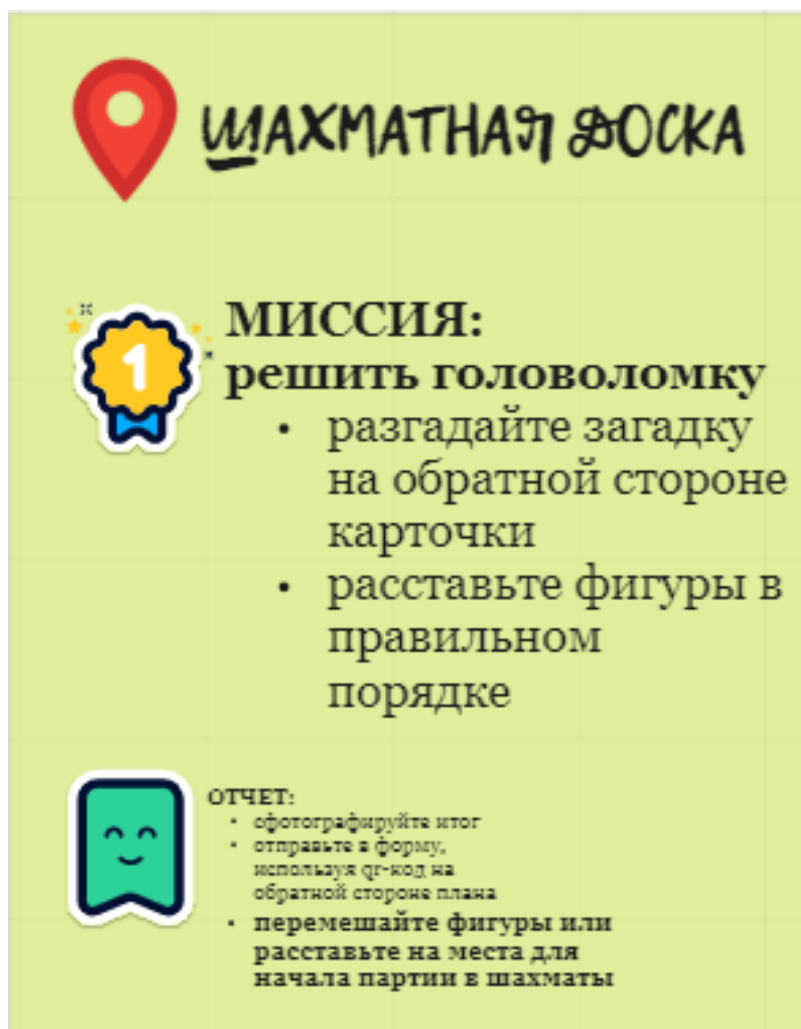 ШАХМАТНАЯ ДОСКА
1
МИССИЯ:
решить головоломку
• разгадайте загадку
на обратной стороне
карточки
• расставьте фигуры в
правильном
порядке
ОТЧЕТ:
• сфотографируйте итог
• отправьте в форму,
используя qr-код на
обратной стороне плана
• перемешайте фигуры или
расставьте на места для
начала партии в шахматы